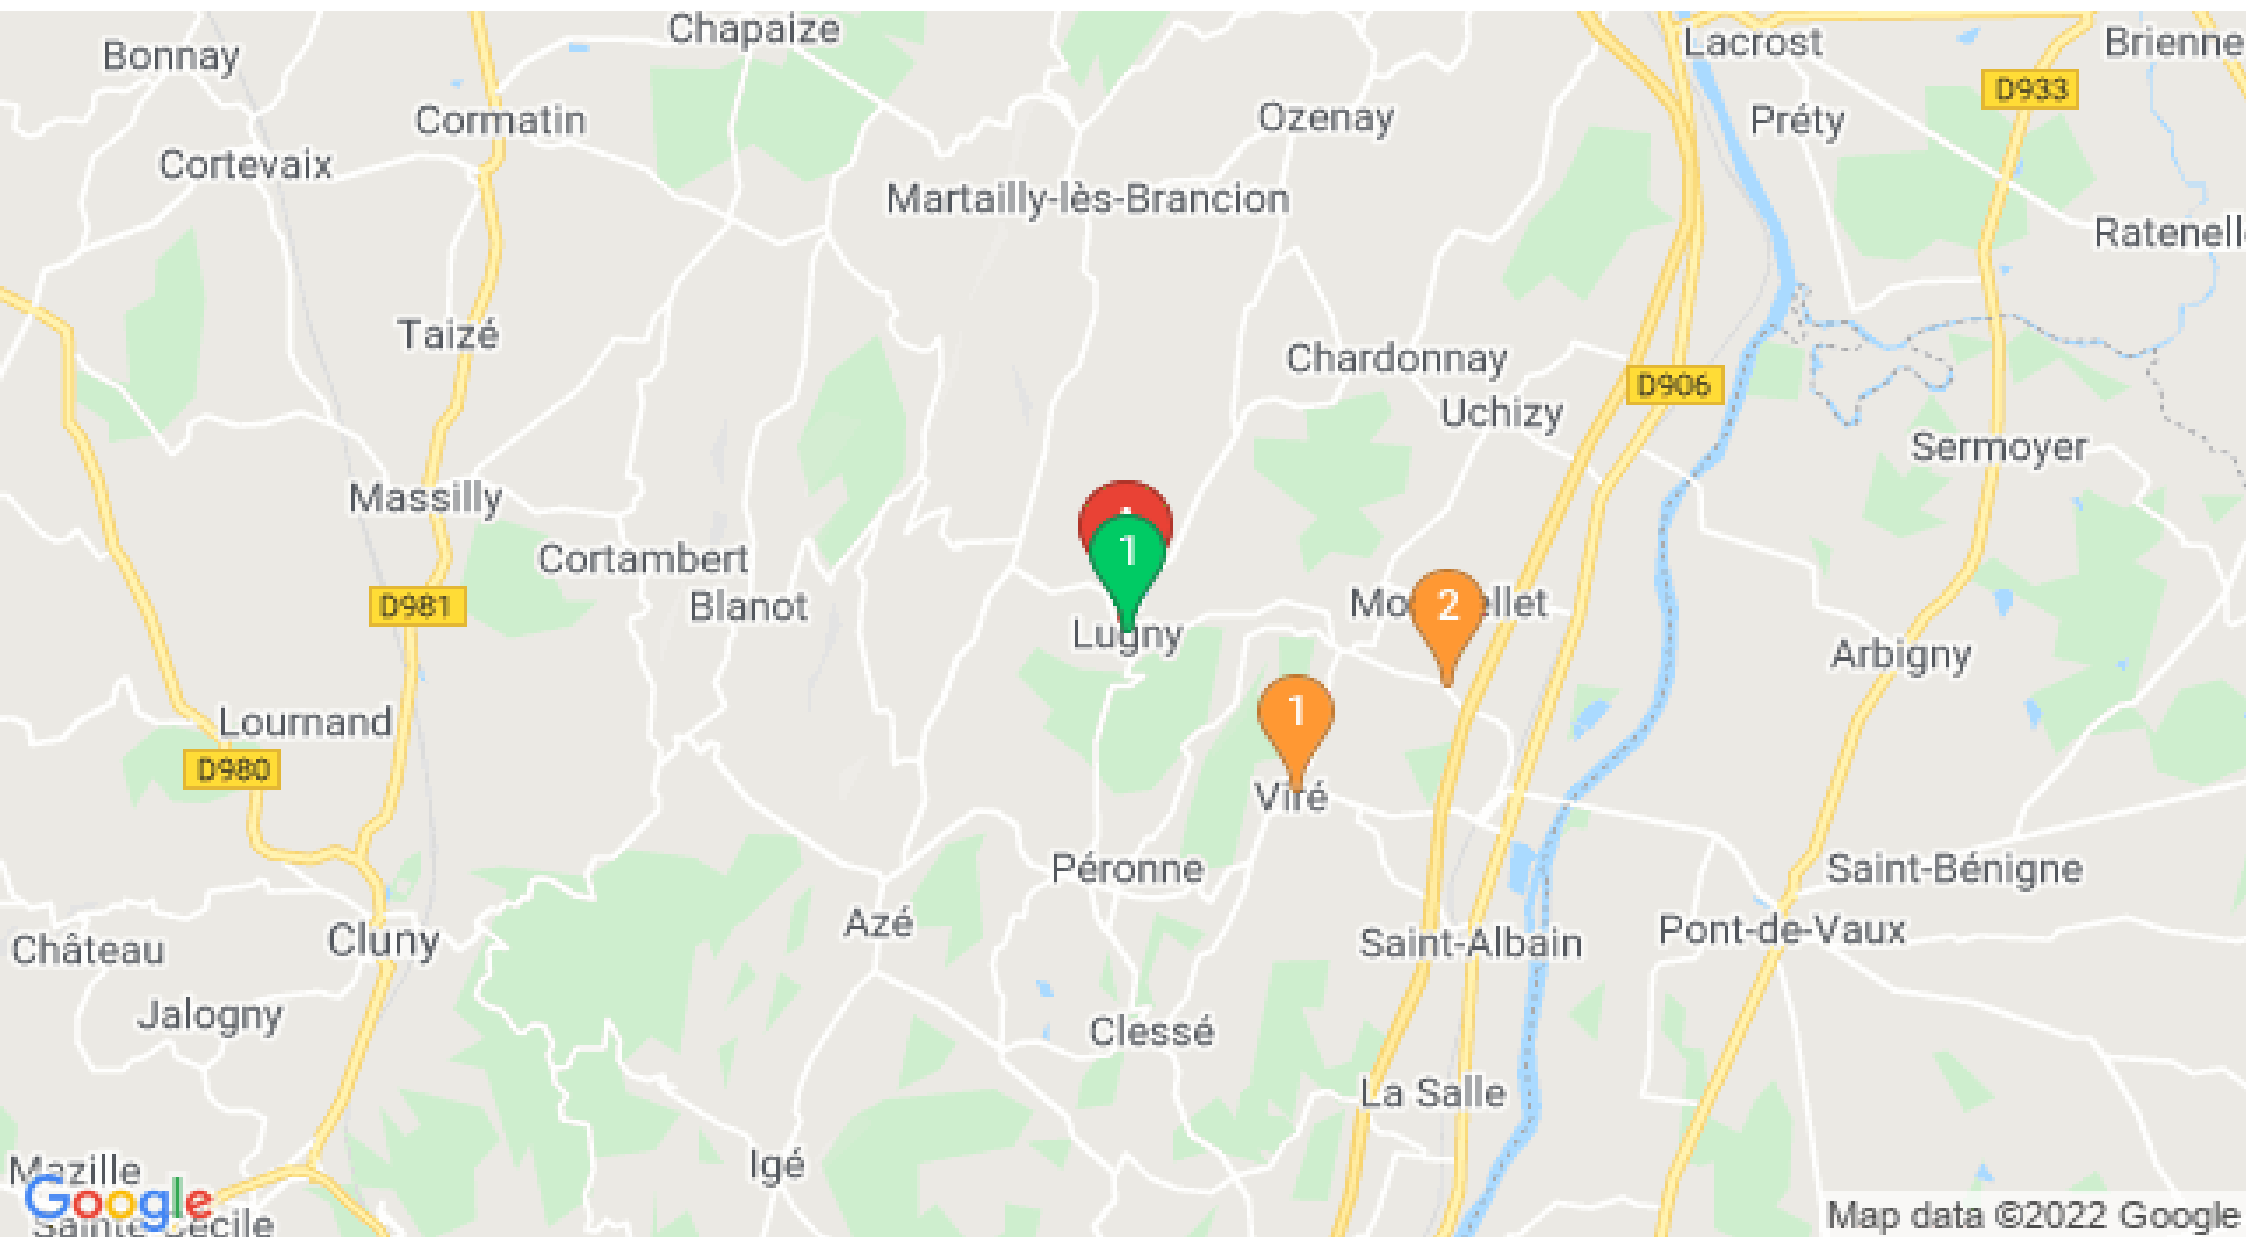 Chapaize
Bonnay
Lacrost
Brienne
D933
Cormatin
Ozenay
Préty
Cortevaix
Martailly-lès-Brancion
Ratenell
Taizé
Chardonnay
D906
Uchizy
Sermoyer
Massilly
Cortambert
1
D981
Blanot
2
Lugny
Arbigny
1
Lournand
D980
Viré
Péronne
Saint-Bénigne
Azé
Cluny
Château
Saint-Albain
Pont-de-Vaux
Jalogny
Clessé
La Salle
Igé
Mazille
Google
Sainte-Cécile
Map data ©2022 Google